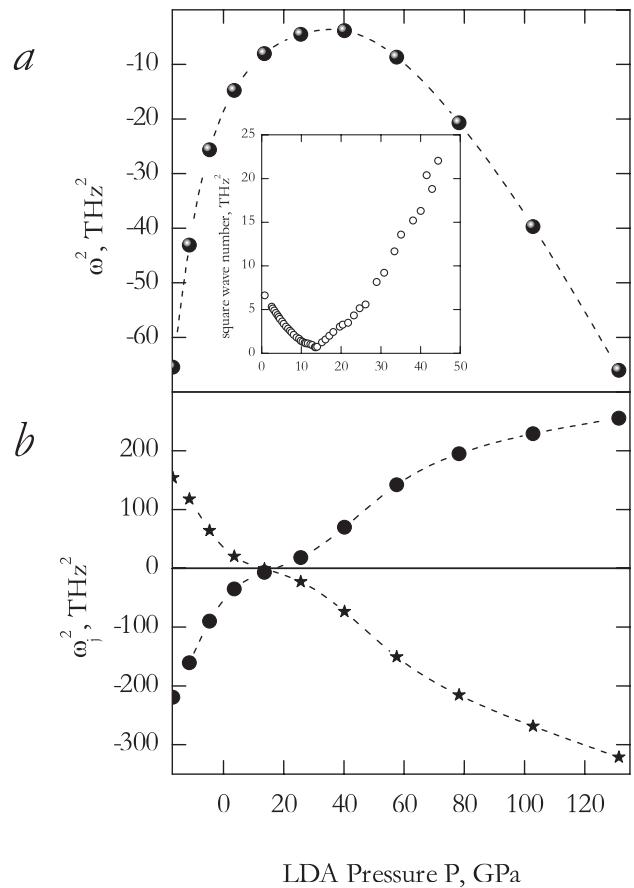 a
ω², THz²
-10
-20
-30
-40
-50
-60
square wave number, THz²
25
20
15
10
5
0
0 10 20 30 40 50
b
ωⱼ², THz²
200
100
0
-100
-200
-300
0 20 40 60 80 100 120
LDA Pressure P, GPa